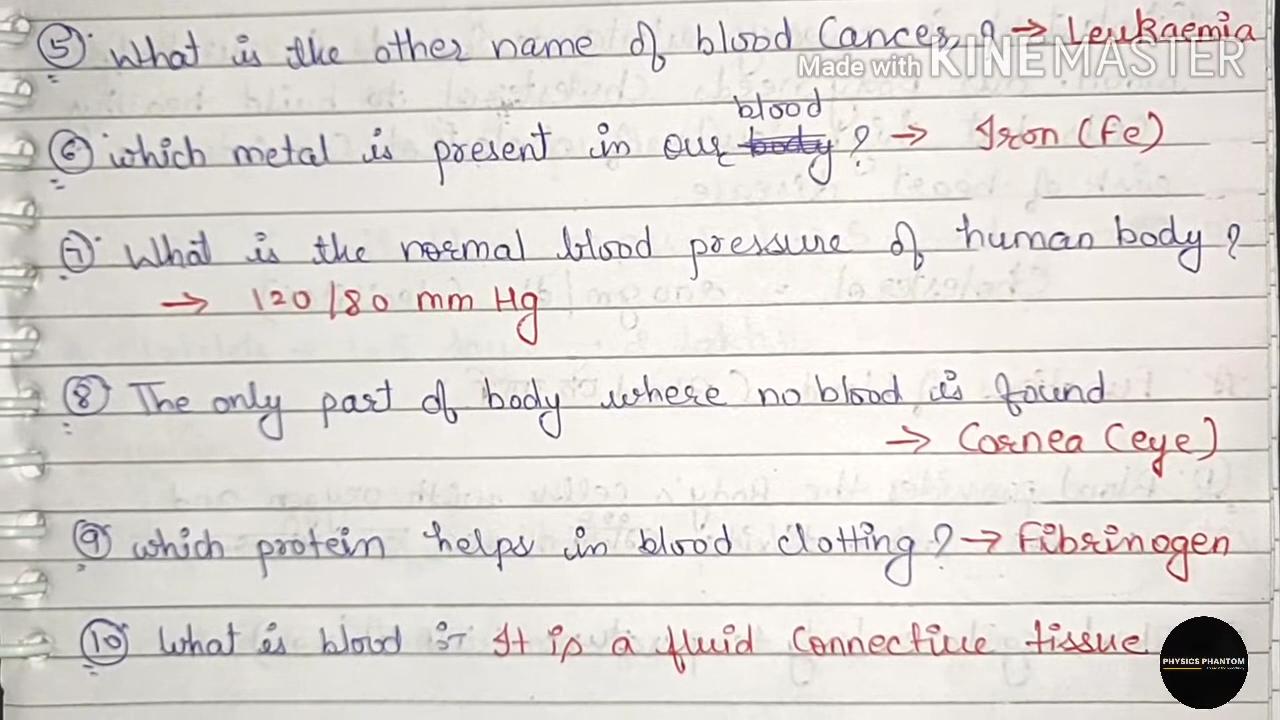 5. What is the other name of blood Cancer? → Leukaemia
Made with KINEMASTER
blood
6. which metal is present in our body? → Iron (Fe)
7. What is the normal blood pressure of human body?
→ 120/80 mm Hg
8. The only part of body where no blood is found
→ Cornea (eye)
9. which protein helps in blood clotting? → Fibrinogen
10. What is blood :- It is a fluid connective tissue
PHYSICS PHANTOM